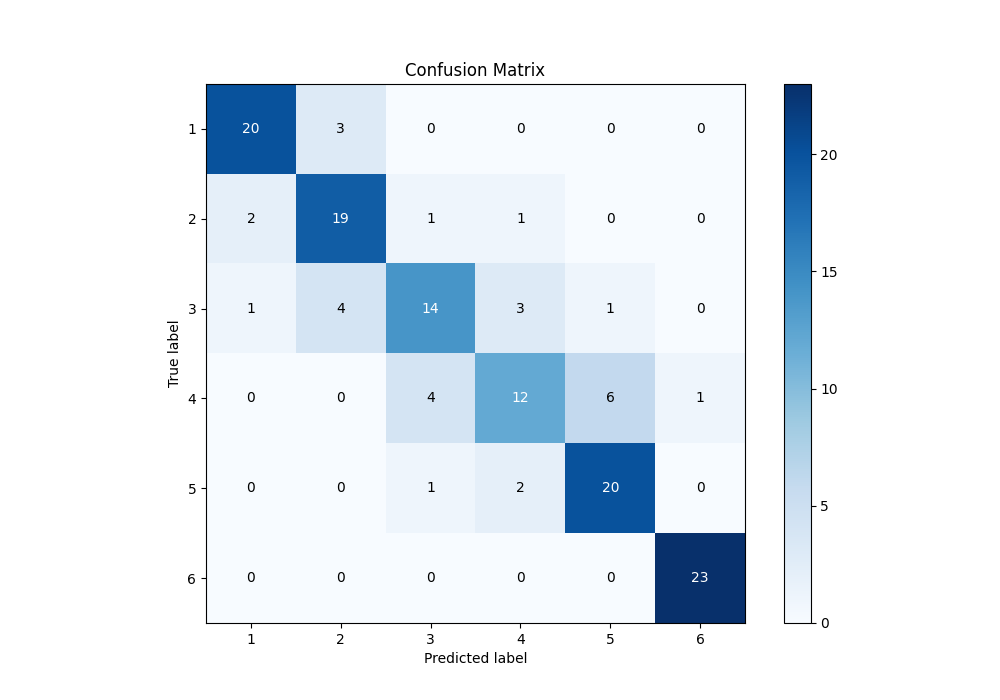 Confusion Matrix
1 20 3 0 0 0 0
2 2 19 1 1 0 0
3 1 4 14 3 1 0
4 0 0 4 12 6 1
5 0 0 1 2 20 0
6 0 0 0 0 0 23
1 2 3 4 5 6
Predicted label
True label
20
15
10
5
0